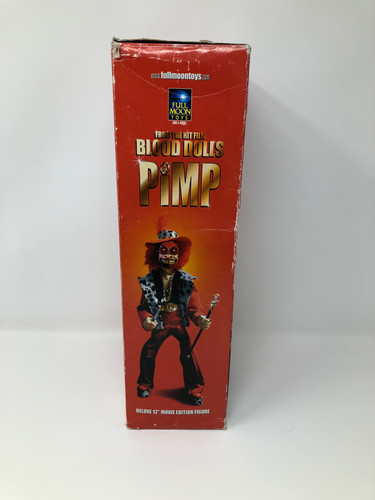 www.fullmoontoys.com
FULL
MOON
TOYS
FROM THE HIT FILM
BLOOD DOLLS
PiMP
DELUXE 12" MOVIE EDITION FIGURE